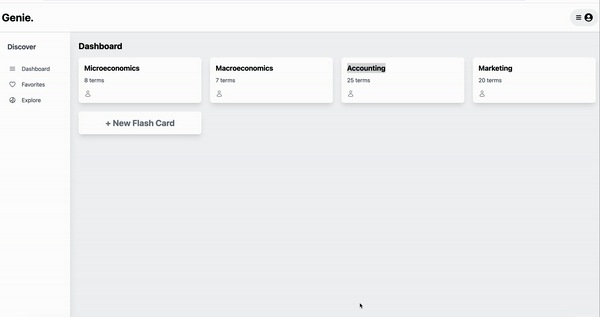 Genie.
Discover
Dashboard
Favorites
Explore
Dashboard
Microeconomics
8 terms
Macroeconomics
7 terms
Accounting
25 terms
Marketing
20 terms
+ New Flash Card